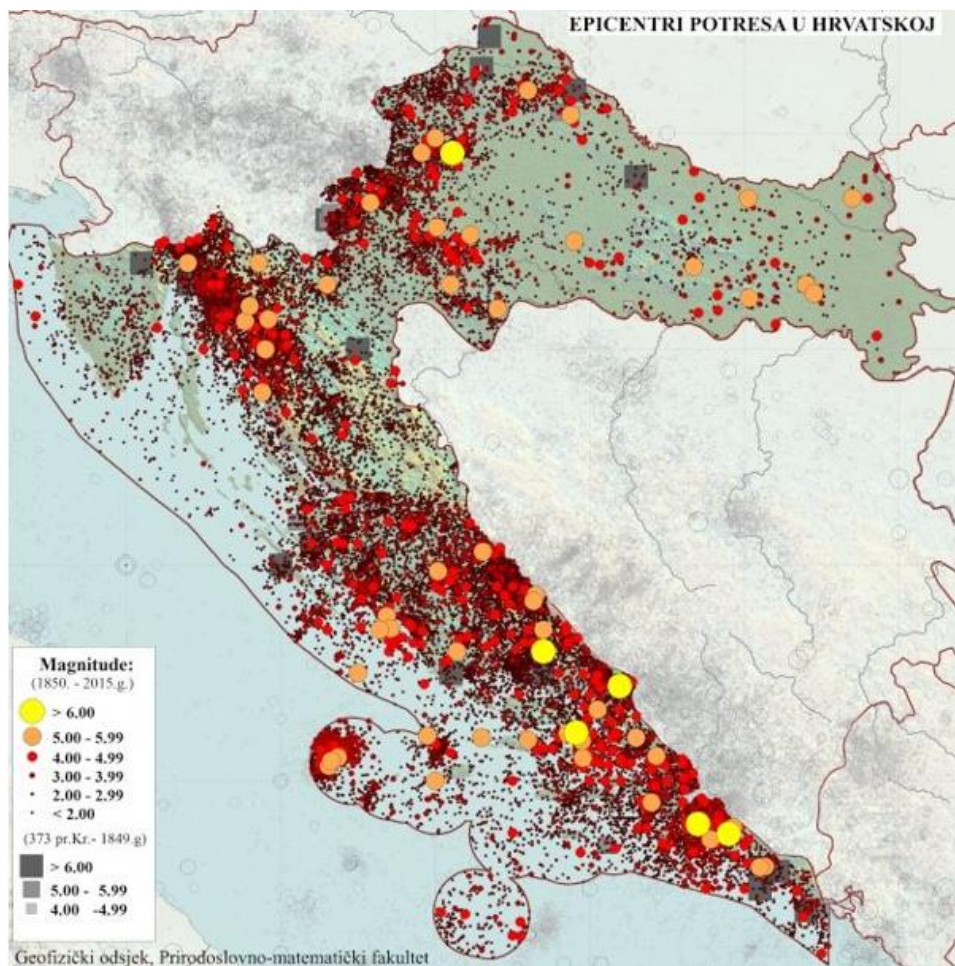 EPICENTRI POTRESA U HRVATSKOJ
Magnitude:
(1850. - 2015.g.)
> 6.00
5.00 - 5.99
4.00 - 4.99
3.00 - 3.99
2.00 - 2.99
< 2.00
(373 pr.Kr.- 1849.g)
> 6.00
5.00 - 5.99
4.00 -4.99
Geofizički odsjek, Prirodoslovno-matematički fakultet